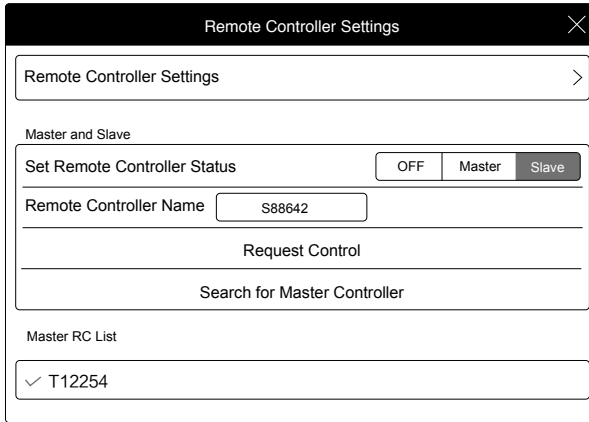 Remote Controller Settings
Remote Controller Settings
Master and Slave
Set Remote Controller Status OFF Master Slave
Remote Controller Name S88642
Request Control
Search for Master Controller
Master RC List
T12254